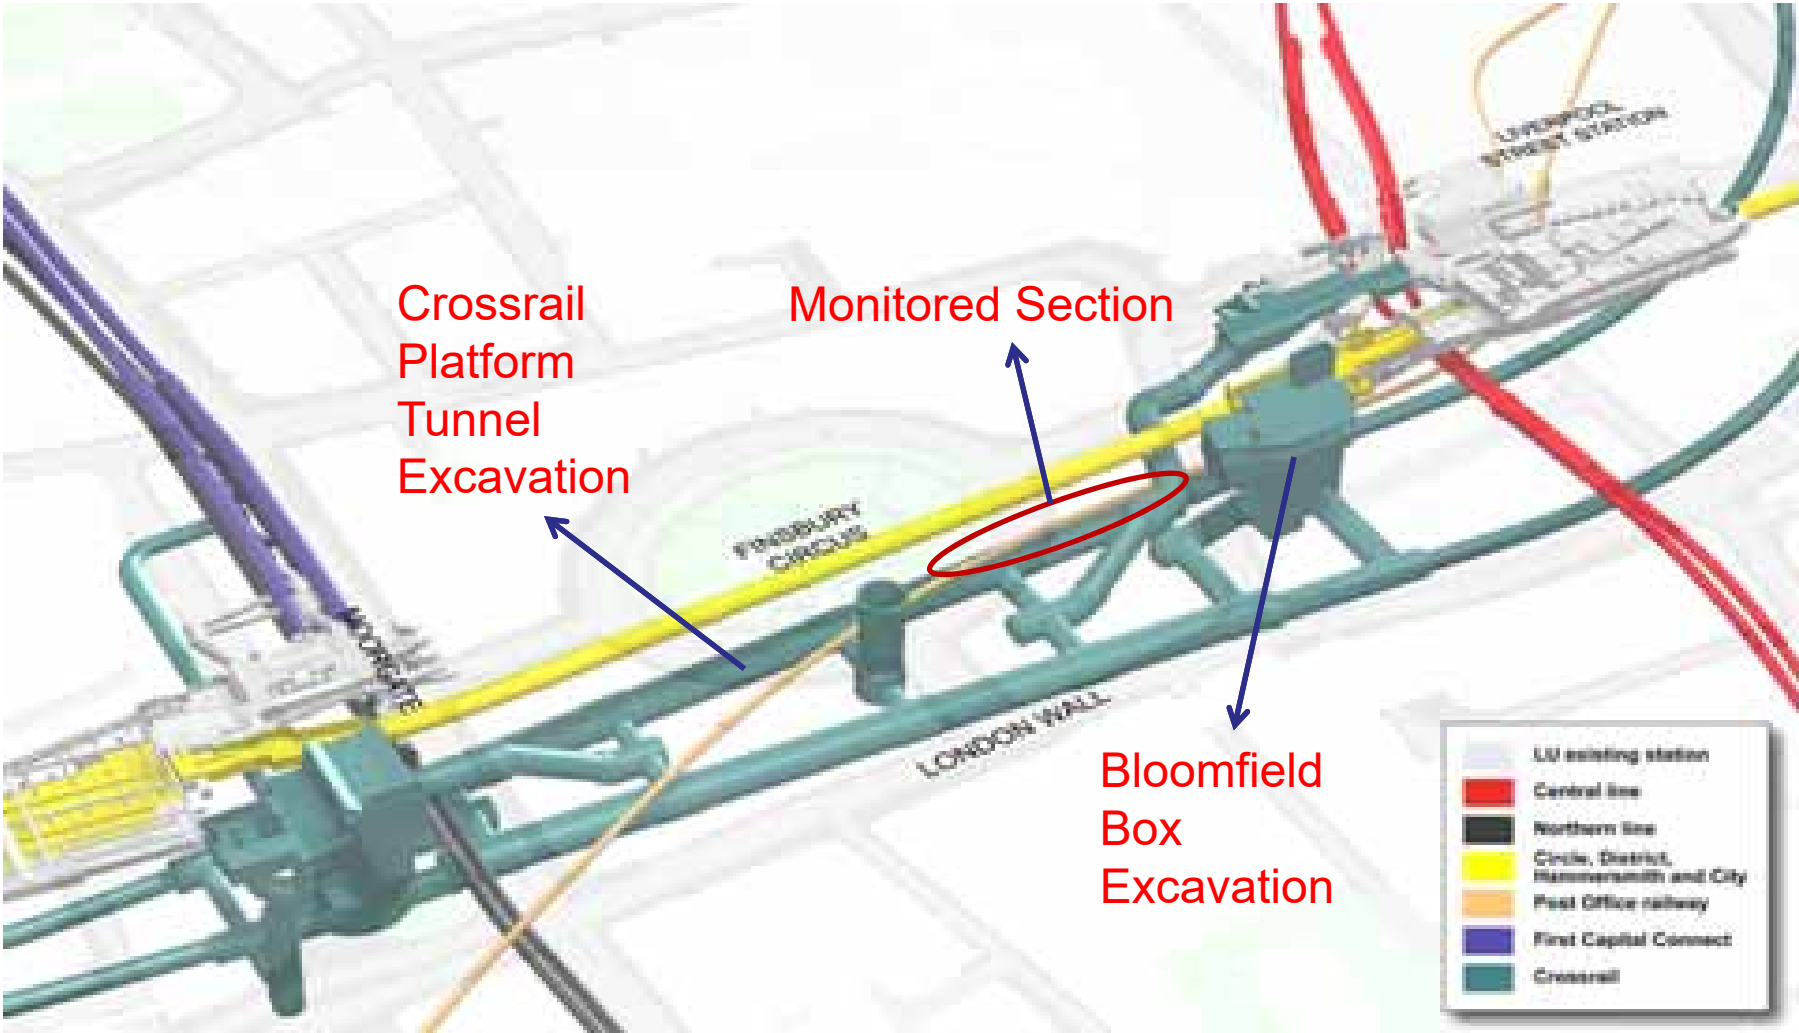 LIVERPOOL
STREET STATION
Crossrail
Platform
Tunnel
Excavation
Monitored Section
FINSBURY
CIRCUS
MOORGATE
LONDON WALL
Bloomfield
Box
Excavation
LU existing station
Central line
Northern line
Circle, District,
Hammersmith and City
Post Office railway
First Capital Connect
Crossrail